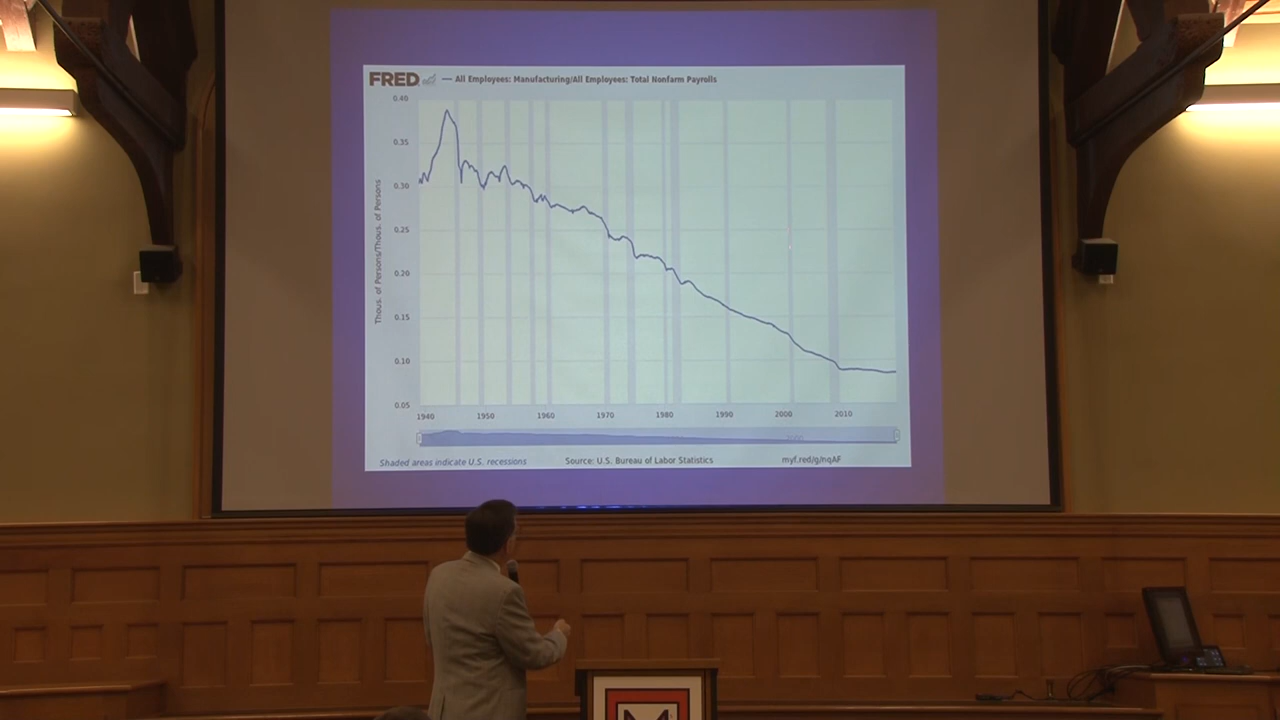 FRED — All Employees: Manufacturing/All Employees: Total Nonfarm Payrolls
0.40
0.35
0.30
0.25
0.20
0.15
0.10
0.05
Thous. of Persons/Thous. of Persons
1940 1950 1960 1970 1980 1990 2000 2010
Shaded areas indicate U.S. recessions Source: U.S. Bureau of Labor Statistics myf.red/g/nqAF